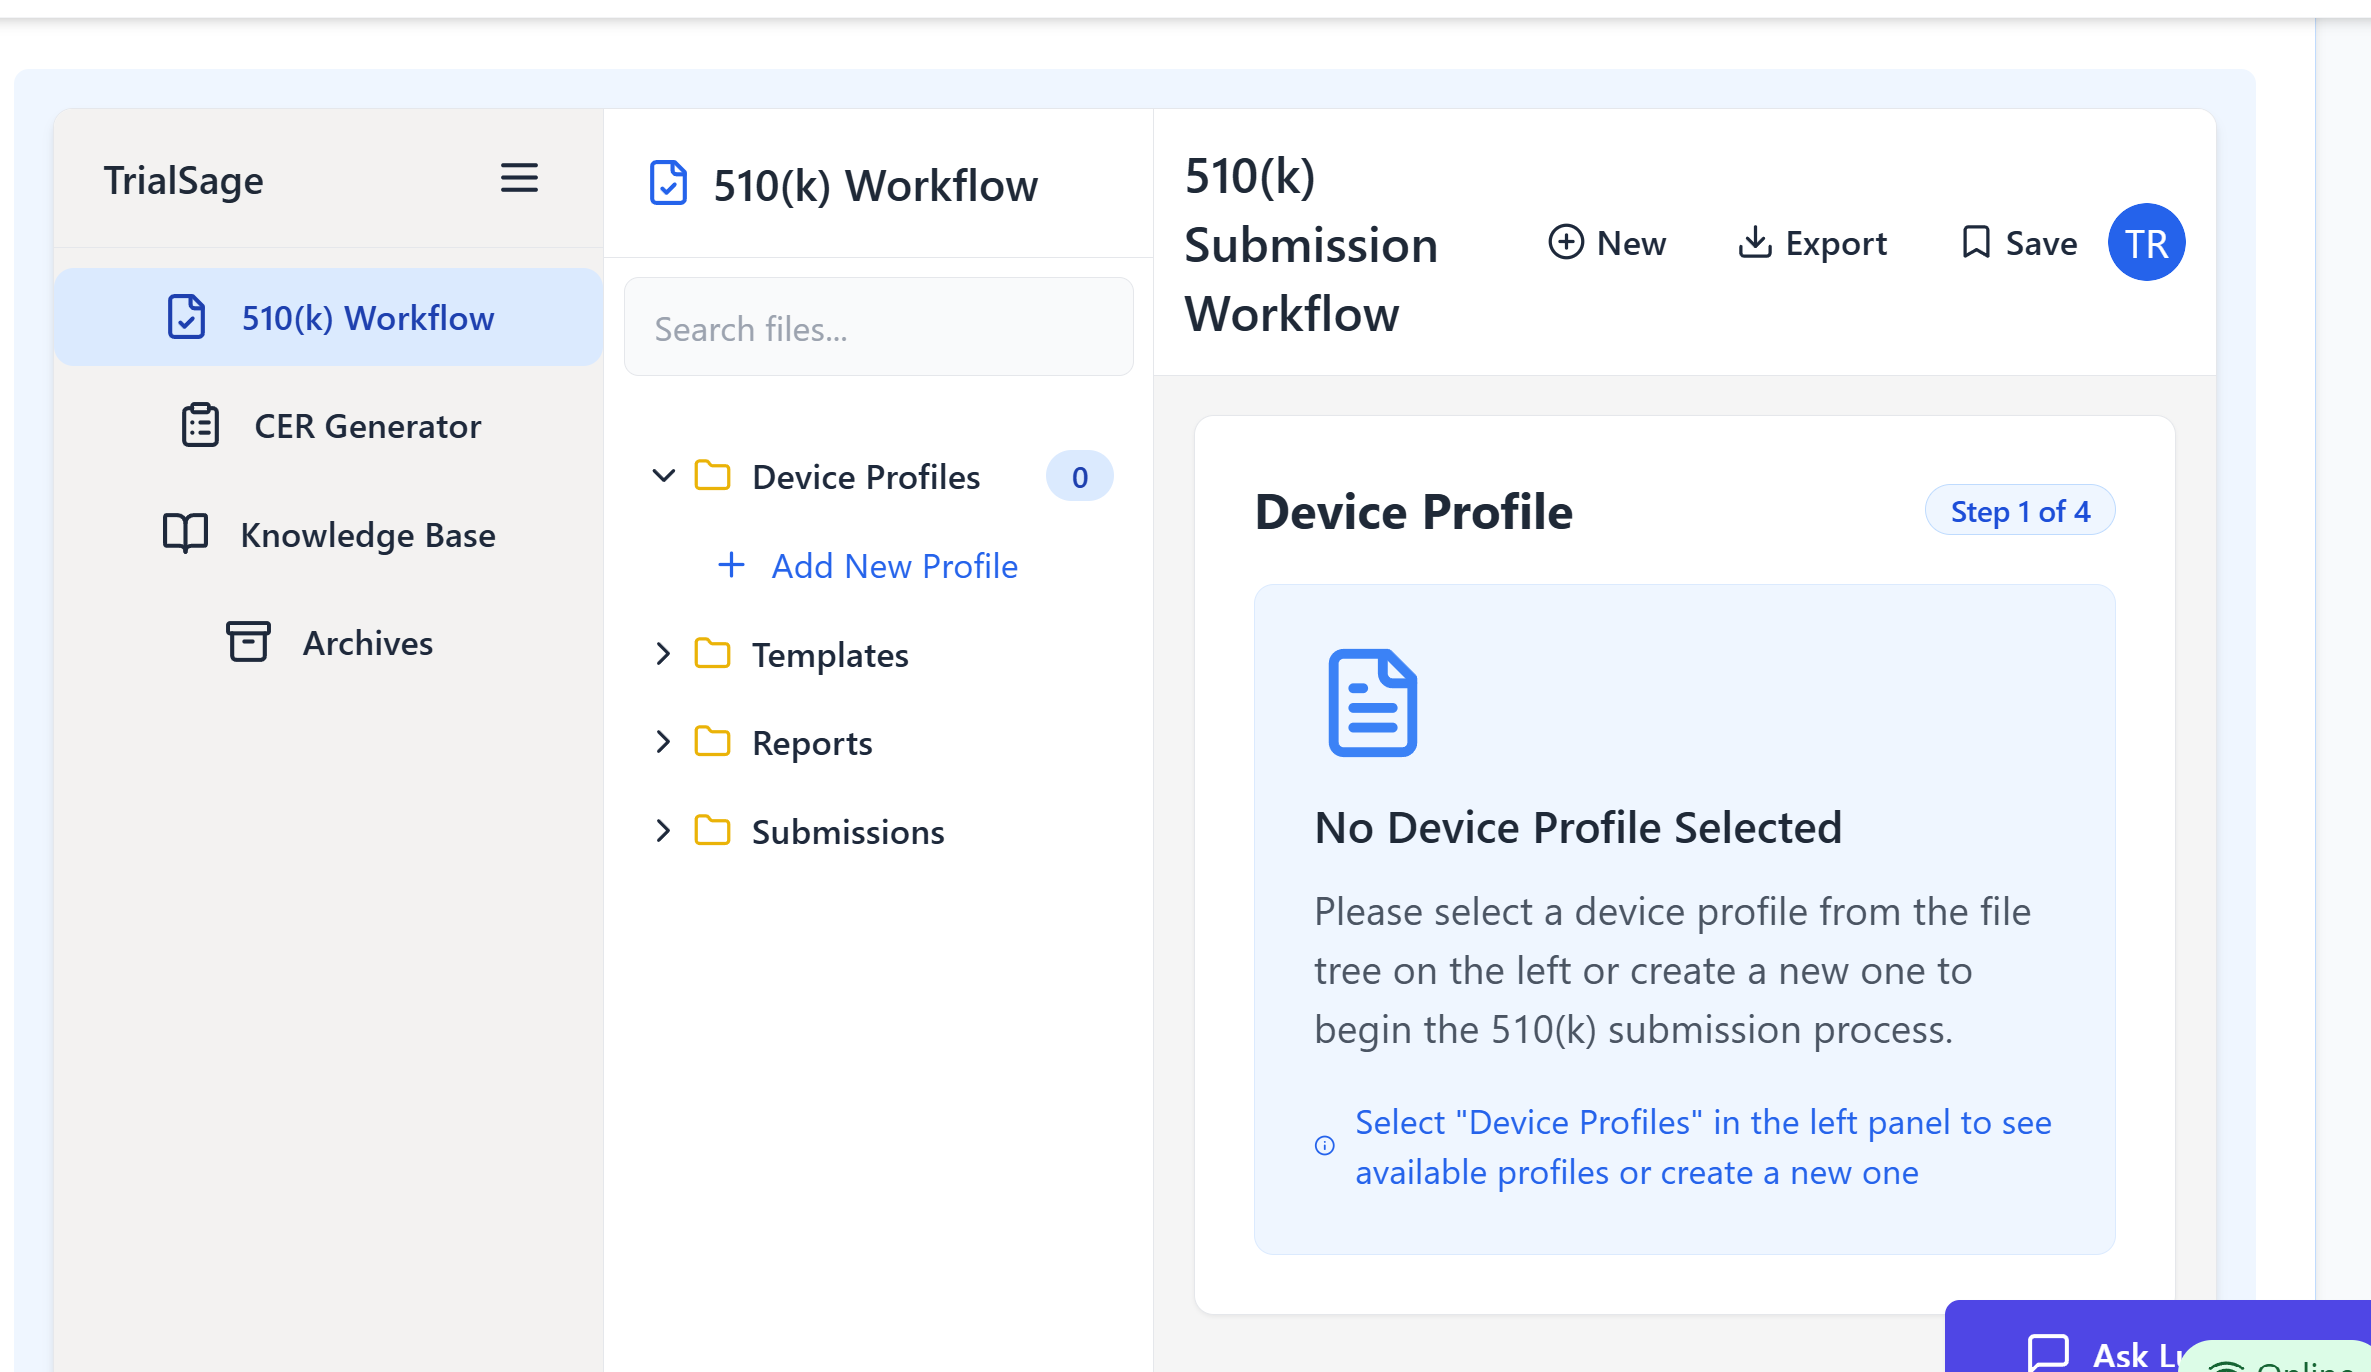 TrialSage
510(k) Workflow
CER Generator
Knowledge Base
Archives
510(k) Workflow
Search files...
Device Profiles
0
Add New Profile
Templates
Reports
Submissions
510(k)
Submission
Workflow
New
Export
Save
TR
Device Profile
Step 1 of 4
No Device Profile Selected
Please select a device profile from the file
tree on the left or create a new one to
begin the 510(k) submission process.
Select "Device Profiles" in the left panel to see
available profiles or create a new one
Ask
Online